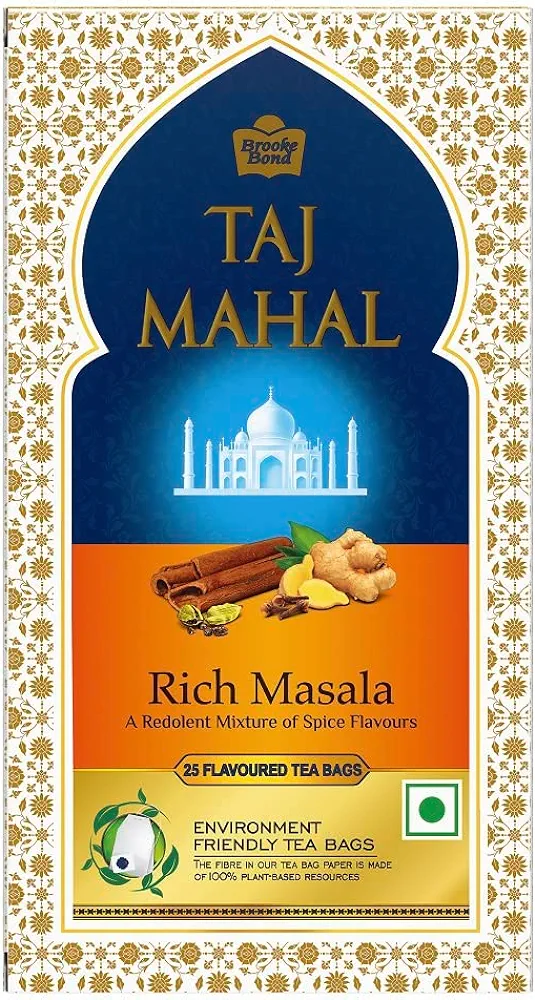 Brooke
Bond
TAJ
MAHAL
Rich Masala
A Redolent Mixture of Spice Flavours
25 FLAVOURED TEA BAGS
ENVIRONMENT
FRIENDLY TEA BAGS
THE FIBRE IN OUR TEA BAG PAPER IS MADE
OF 100% PLANT-BASED RESOURCES